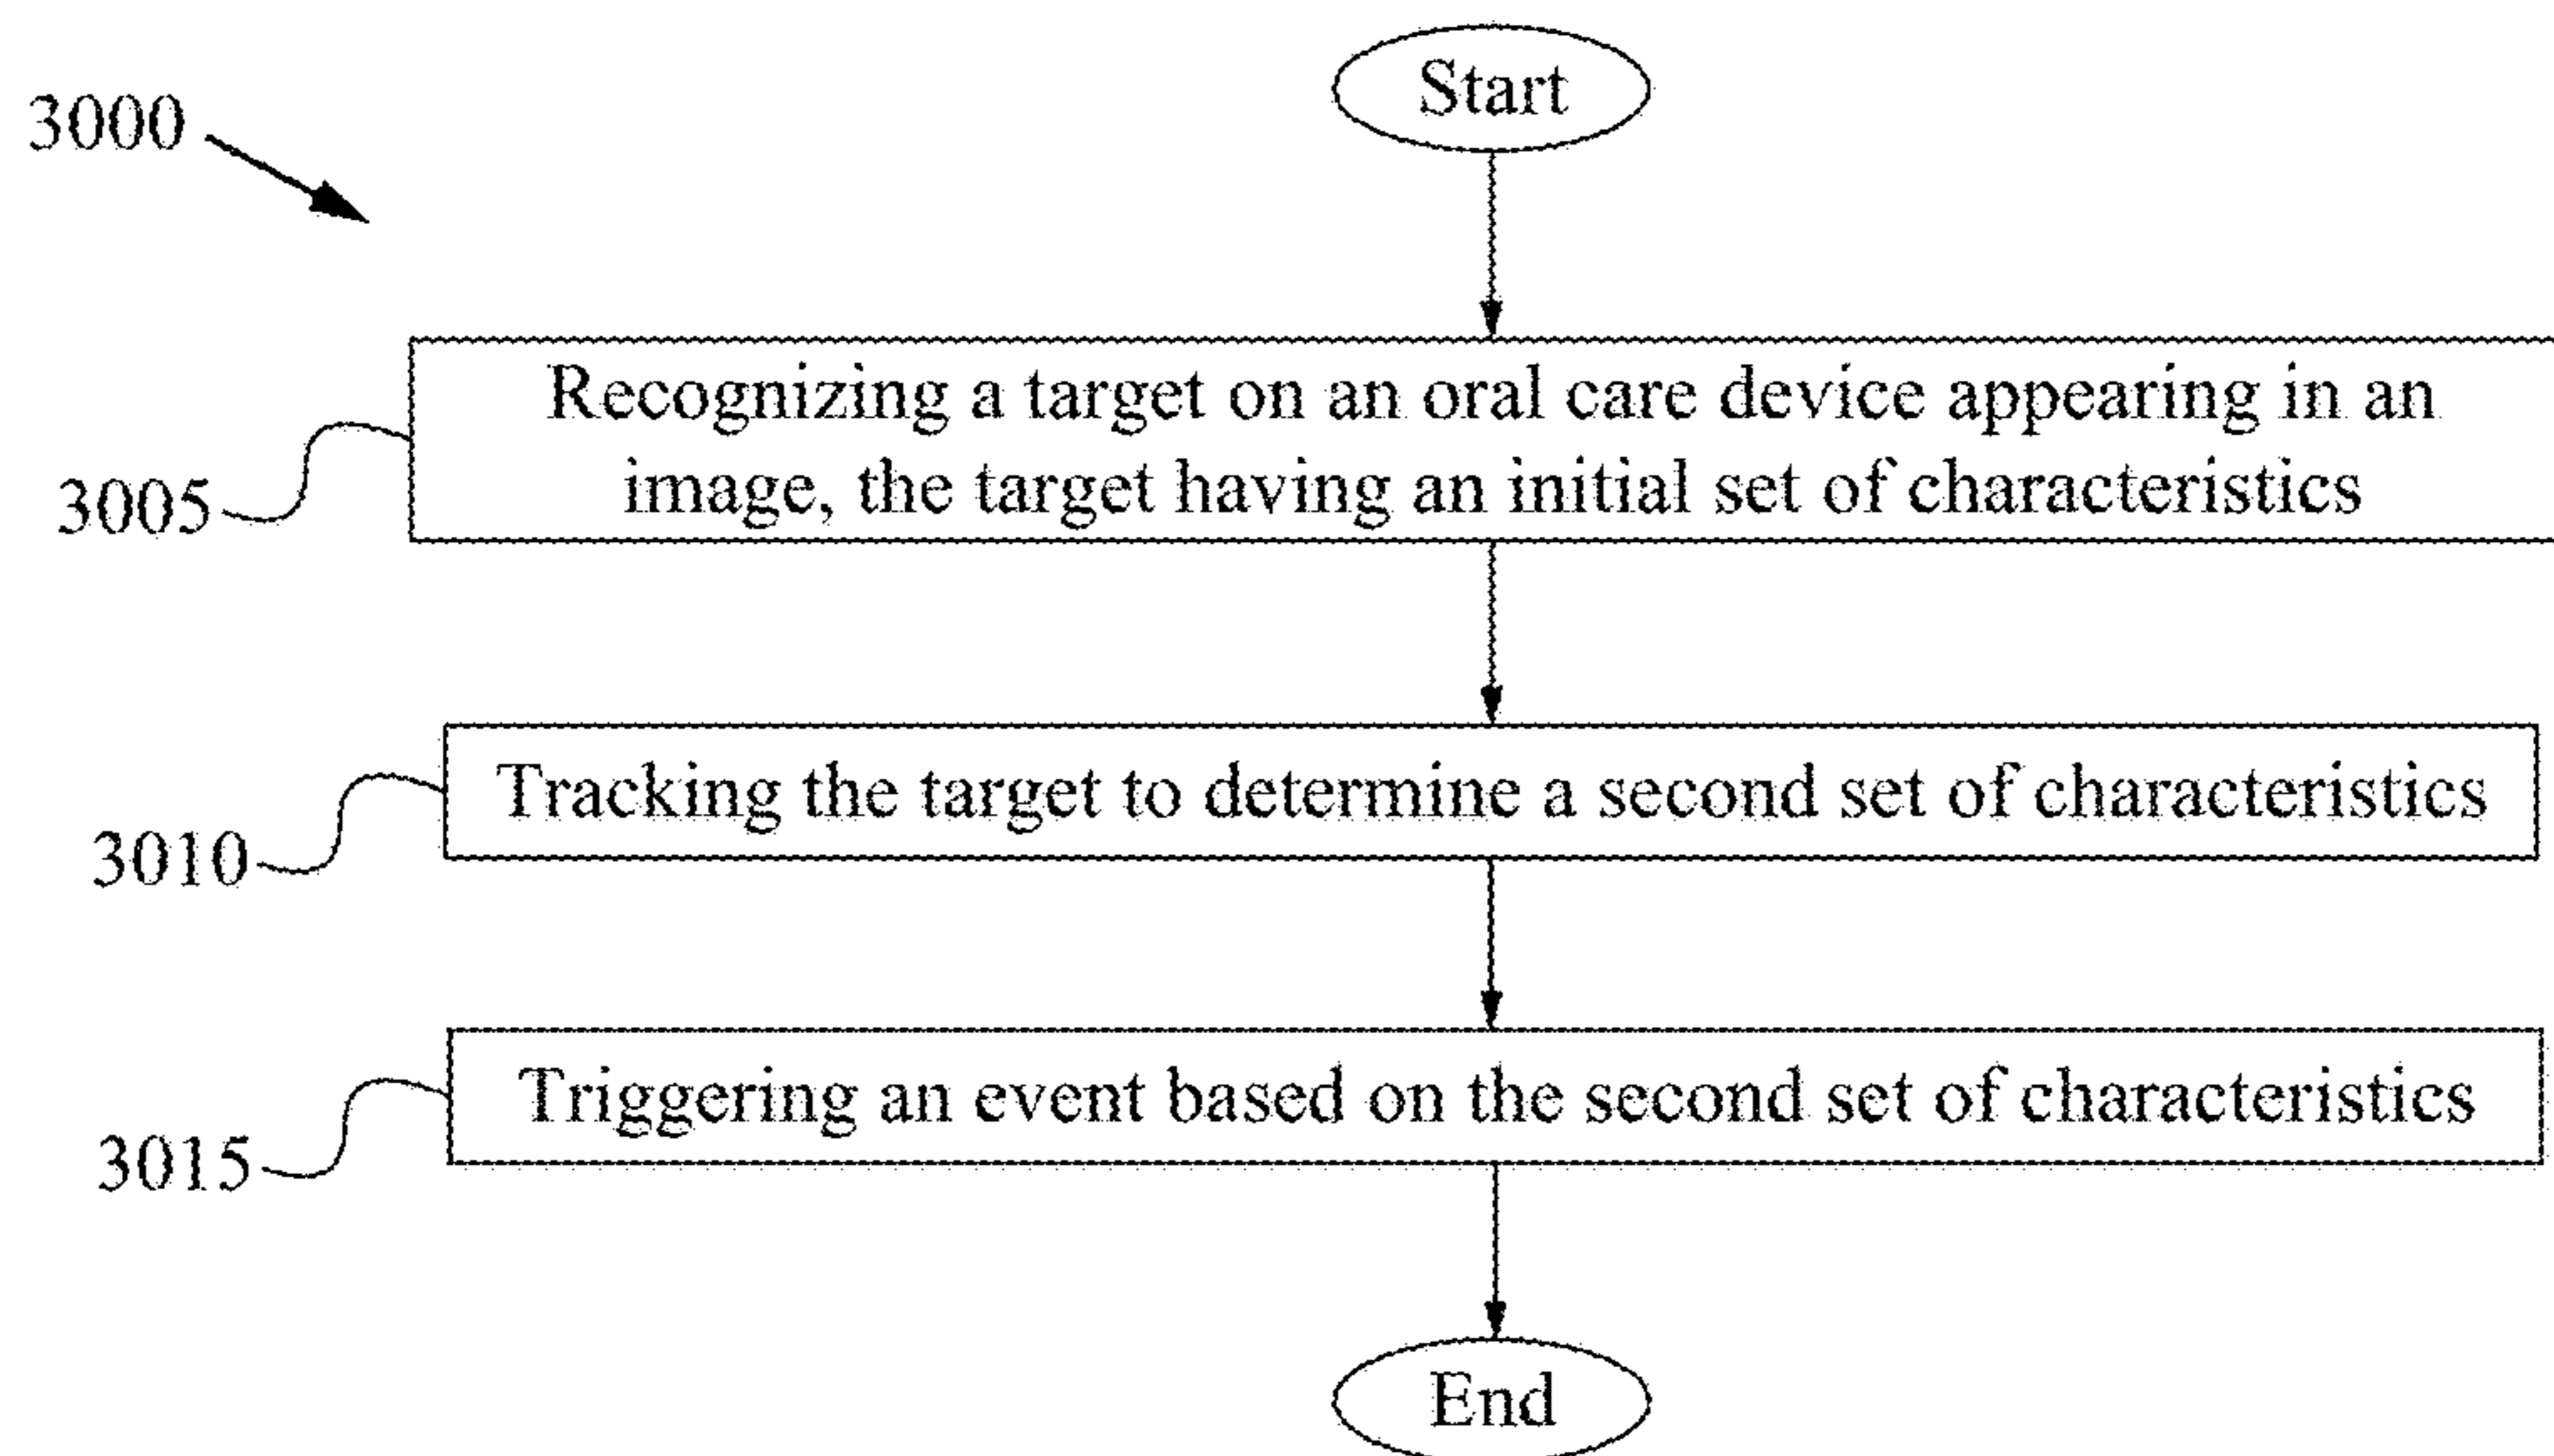 Start
3000
Recognizing a target on an oral care device appearing in an
image, the target having an initial set of characteristics
3005
Tracking the target to determine a second set of characteristics
3010
Triggering an event based on the second set of characteristics
3015
End